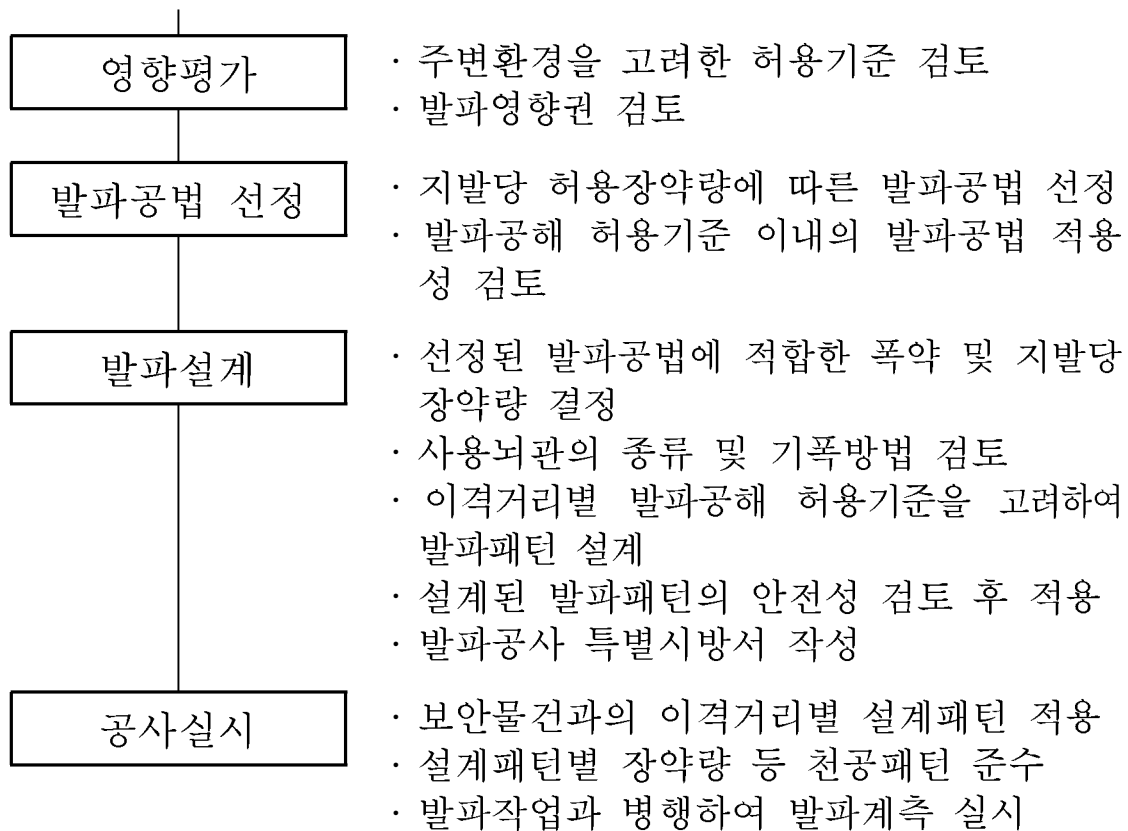 영향평가
· 주변환경을 고려한 허용기준 검토
· 발파영향권 검토
발파공법 선정
· 지발당 허용장약량에 따른 발파공법 선정
· 발파공해 허용기준 이내의 발파공법 적용
성 검토
발파설계
· 선정된 발파공법에 적합한 폭약 및 지발당
장약량 결정
· 사용뇌관의 종류 및 기폭방법 검토
· 이격거리별 발파공해 허용기준을 고려하여
발파패턴 설계
· 설계된 발파패턴의 안전성 검토 후 적용
· 발파공사 특별시방서 작성
공사실시
· 보안물건과의 이격거리별 설계패턴 적용
· 설계패턴별 장약량 등 천공패턴 준수
· 발파작업과 병행하여 발파계측 실시